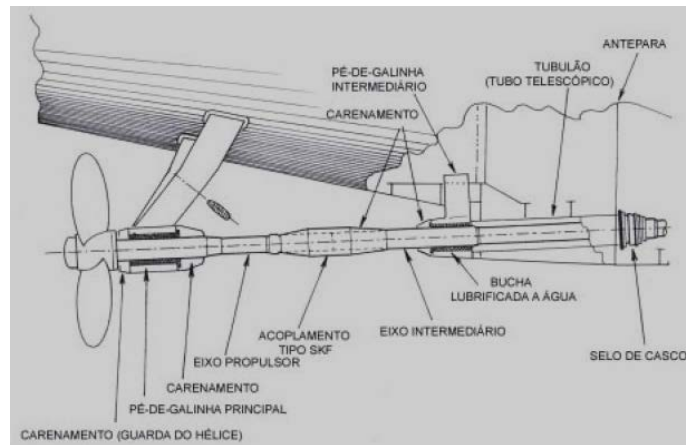 ANTEPARA
PÉ-DE-GALINHA
INTERMEDIÁRIO
TUBULÃO
(TUBO TELESCÓPICO)
CARENAMENTO
BUCHA
LUBRIFICADA A ÁGUA
EIXO INTERMEDIÁRIO
ACOPLAMENTO
TIPO SKF
EIXO PROPULSOR
SELO DE CASCO
CARENAMENTO
PÉ-DE-GALINHA PRINCIPAL
CARENAMENTO (GUARDA DO HÉLICE)